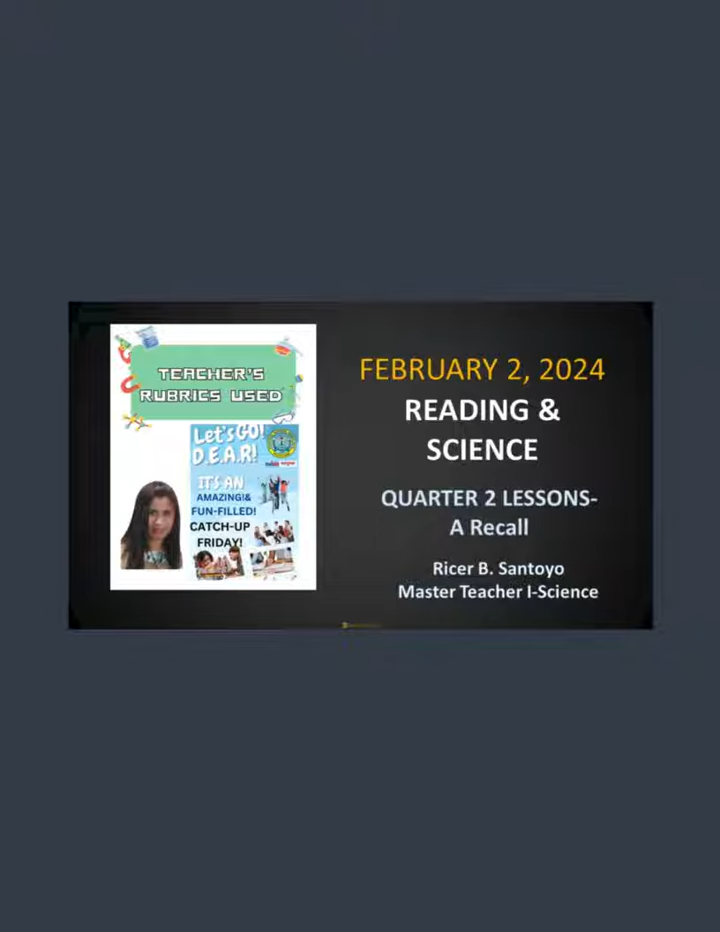 TEACHER'S
RUBRICS USED
Let's GO!
D.E.A.R!
IT'S AN
AMAZING!&
FUN-FILLED!
CATCH-UP
FRIDAY!
FEBRUARY 2, 2024
READING &
SCIENCE
QUARTER 2 LESSONS-
A Recall
Ricer B. Santoyo
Master Teacher I-Science